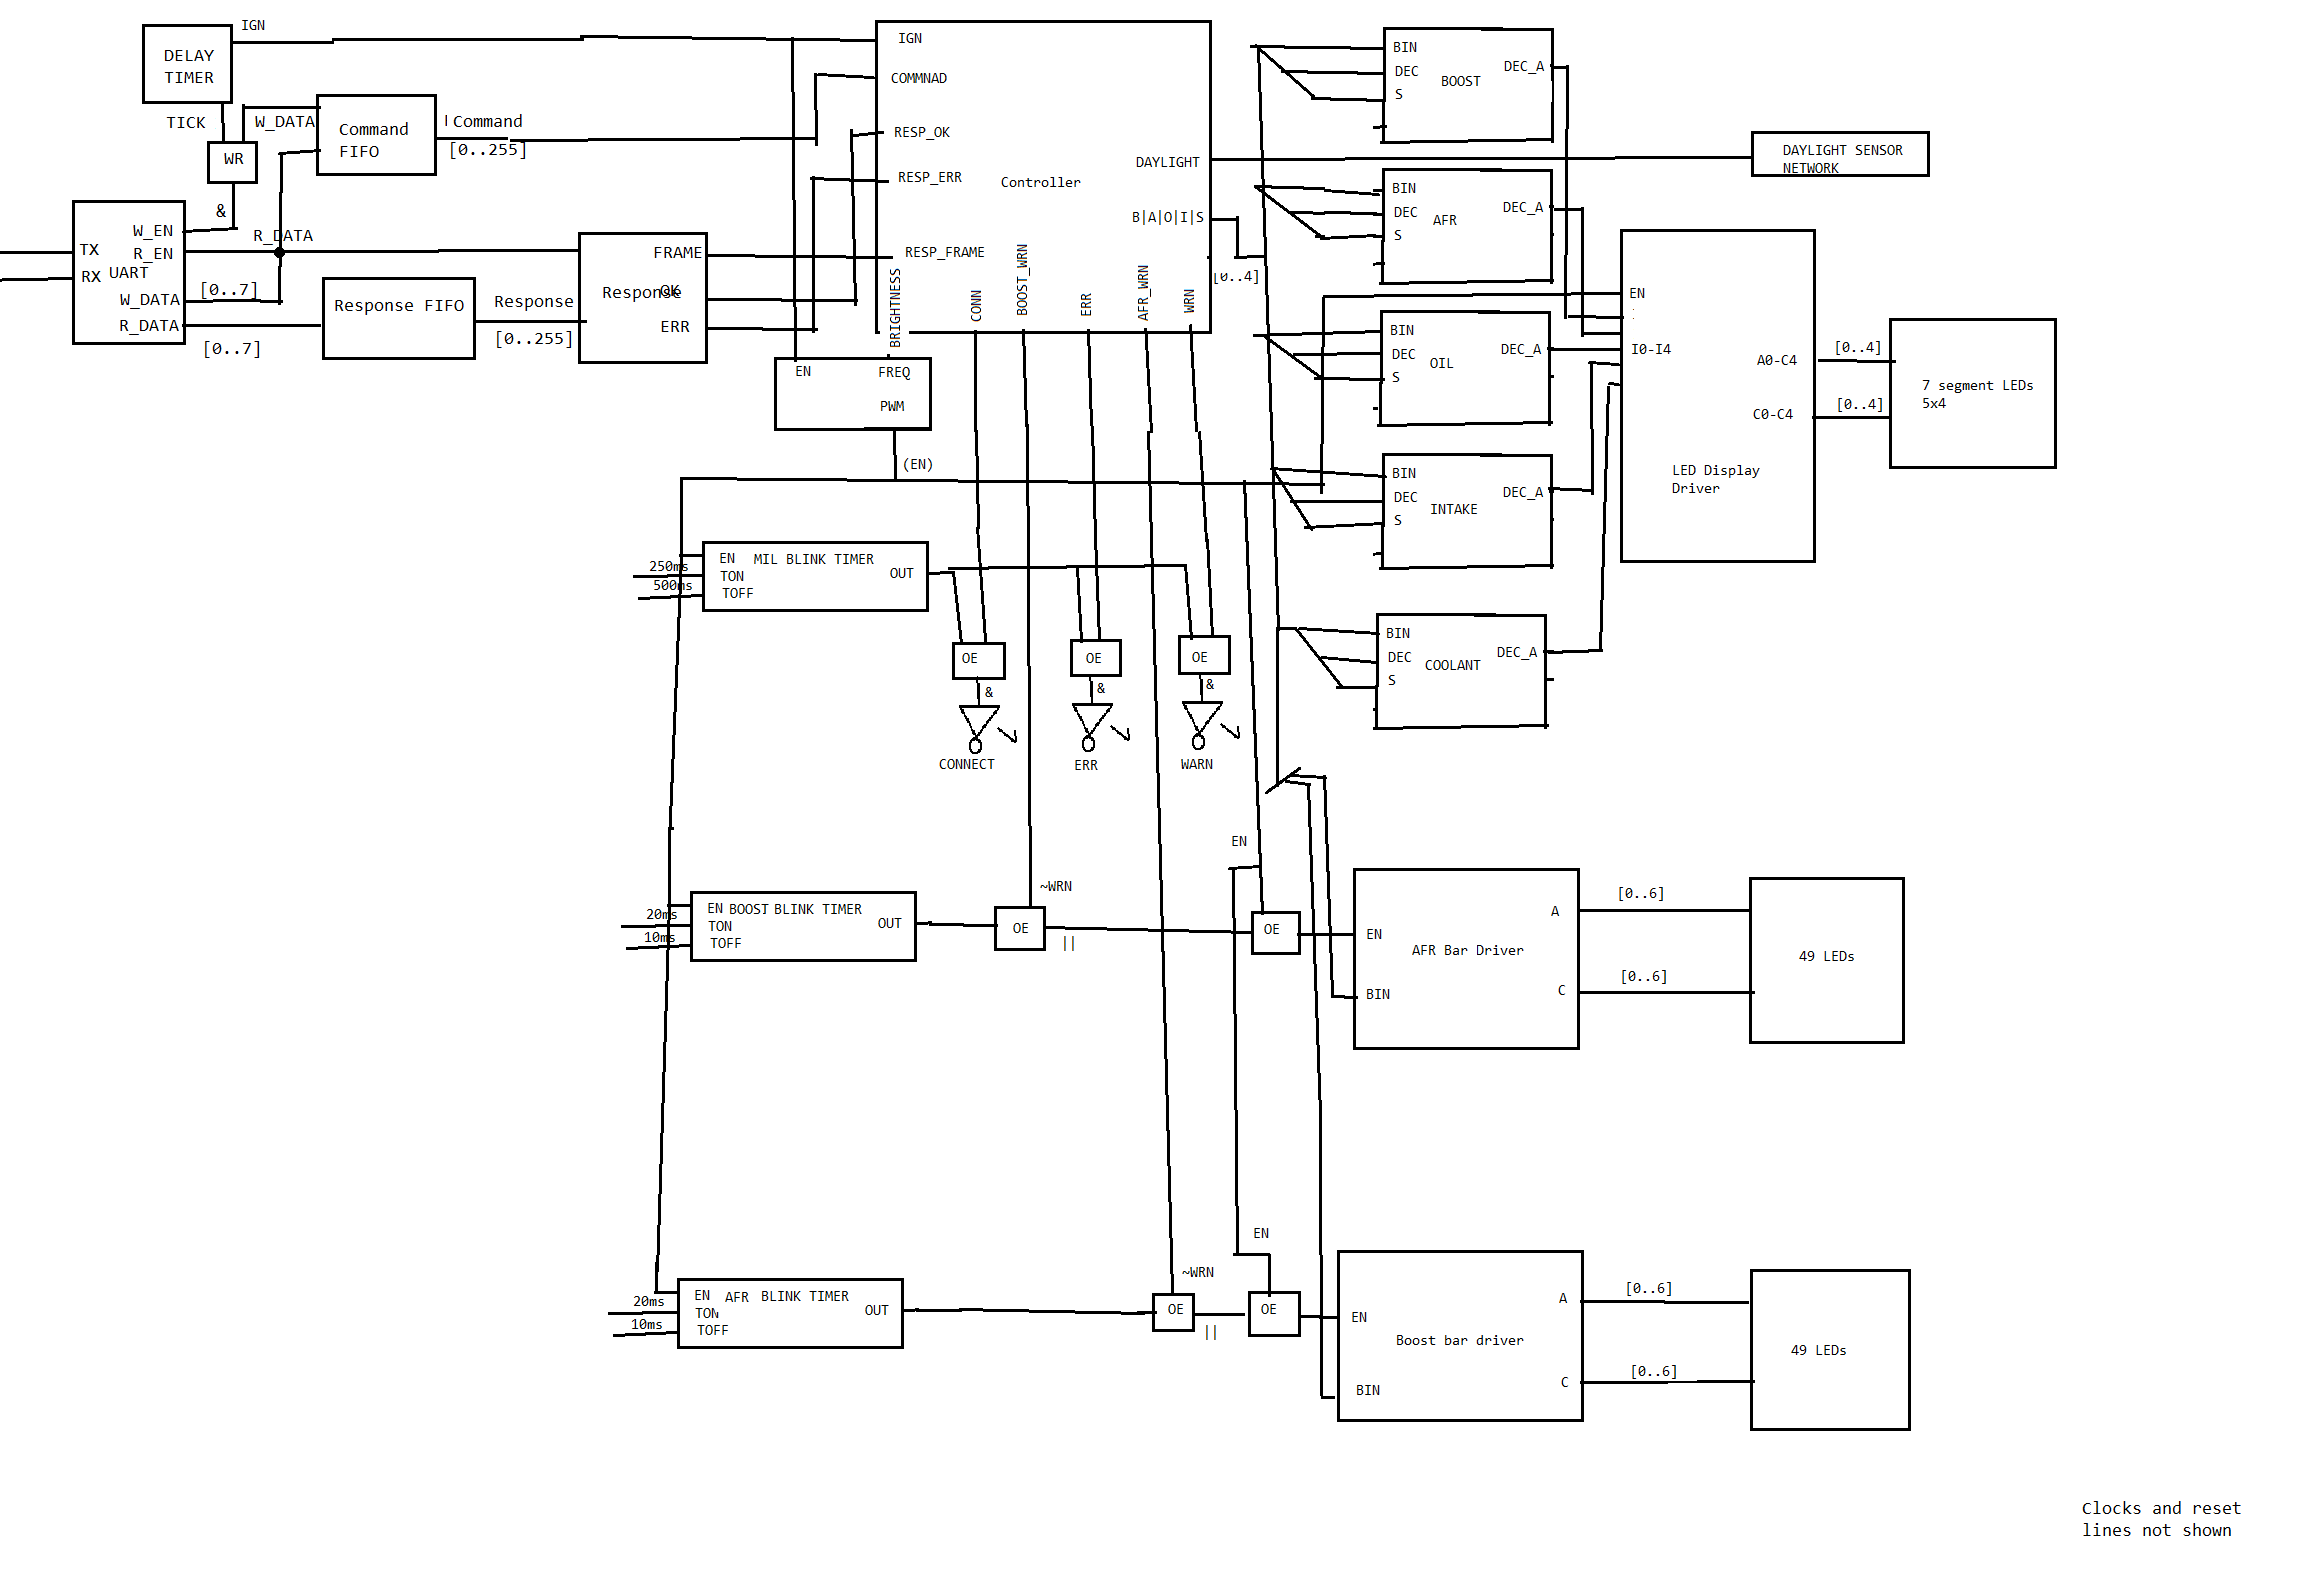 IGN
DELAY
TIMER
TICK
W_DATA
Command
FIFO
Command
[0..255]
WR
&
W_EN
R_EN
TX
RX
UART
W_DATA
R_DATA
R_DATA
[0..7]
[0..7]
Response FIFO
Response
[0..255]
FRAME
Response
OK
ERR
IGN
COMMNAD
RESP_OK
RESP_ERR
RESP_FRAME
Controller
DAYLIGHT
B|A|O|I|S
[0..4]
BRIGHTNESS
CONN
BOOST_WRN
ERR
AFR_WRN
WRN
EN
FREQ
PWM
(EN)
BIN
DEC
S
BOOST
DEC_A
BIN
DEC
S
AFR
DEC_A
BIN
DEC
S
OIL
DEC_A
BIN
DEC
S
INTAKE
DEC_A
BIN
DEC
S
COOLANT
DEC_A
DAYLIGHT SENSOR
NETWORK
EN
I0-I4
A0-C4
C0-C4
LED Display
Driver
[0..4]
[0..4]
7 segment LEDs
5x4
250ms
500ms
EN
TON
TOFF
MIL BLINK TIMER
OUT
OE
&
CONNECT
OE
&
ERR
OE
&
WARN
20ms
10ms
EN
TON
TOFF
BOOST BLINK TIMER
OUT
~WRN
OE
||
EN
OE
EN
BIN
AFR Bar Driver
A
C
[0..6]
[0..6]
49 LEDs
20ms
10ms
EN
TON
TOFF
AFR BLINK TIMER
OUT
~WRN
OE
||
EN
OE
EN
BIN
Boost bar driver
A
C
[0..6]
[0..6]
49 LEDs
Clocks and reset
lines not shown